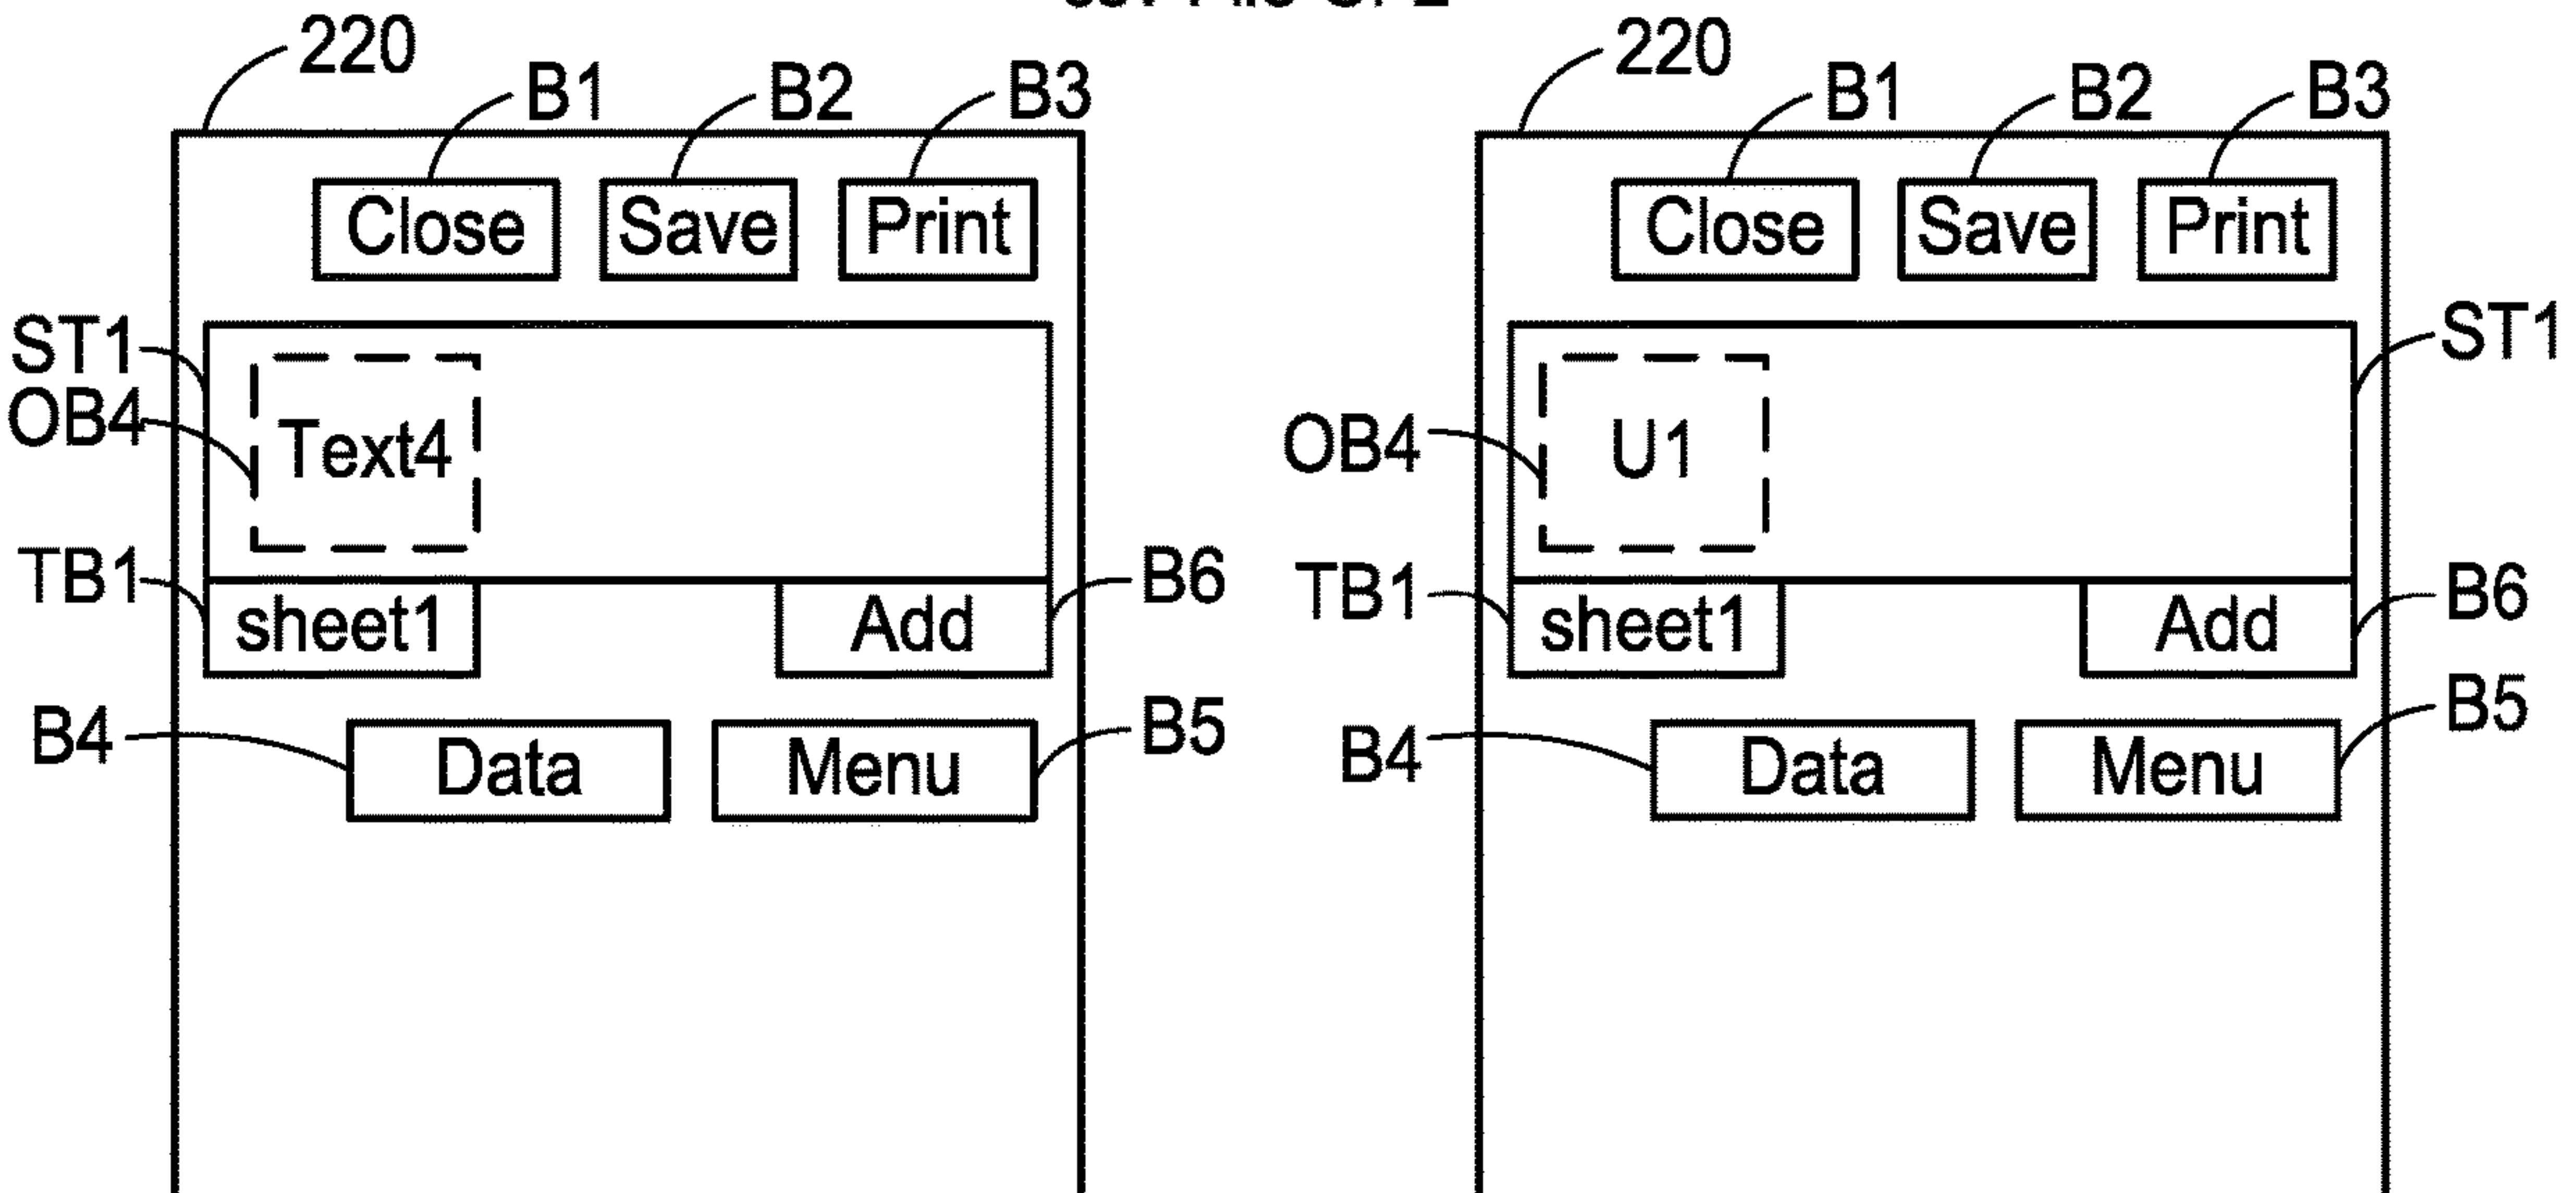 220
B1 B2 B3
Close Save Print
ST1
OB4
Text4
TB1
sheet1 Add
B6
B4
Data Menu
B5
220
B1 B2 B3
Close Save Print
ST1
OB4
U1
TB1
sheet1 Add
B6
B4
Data Menu
B5